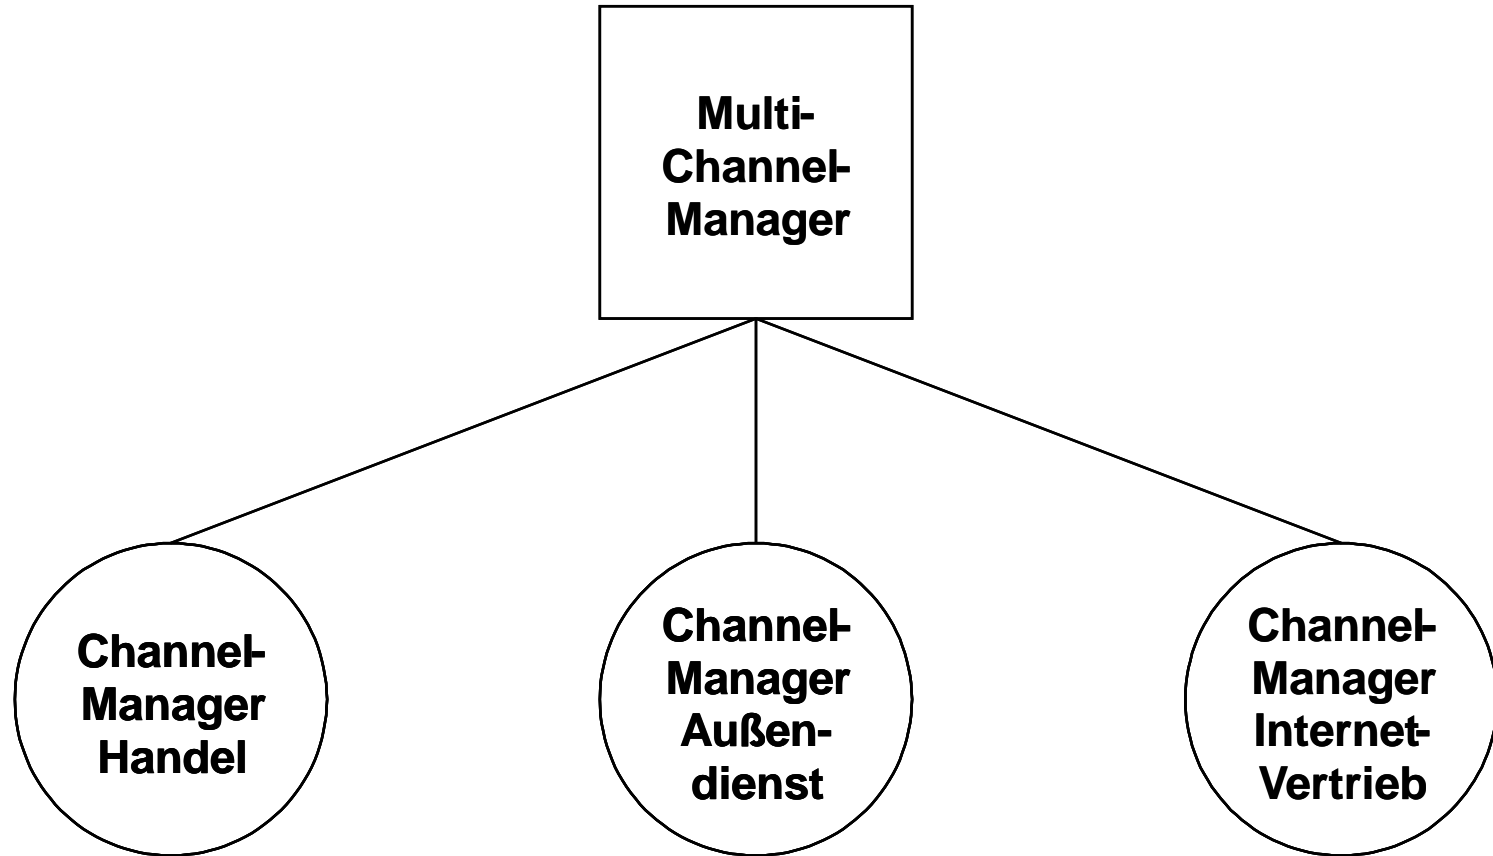 Multi-
Channel-
Manager
Channel-
Manager
Handel
Channel-
Manager
Außen-
dienst
Channel-
Manager
Internet-
Vertrieb